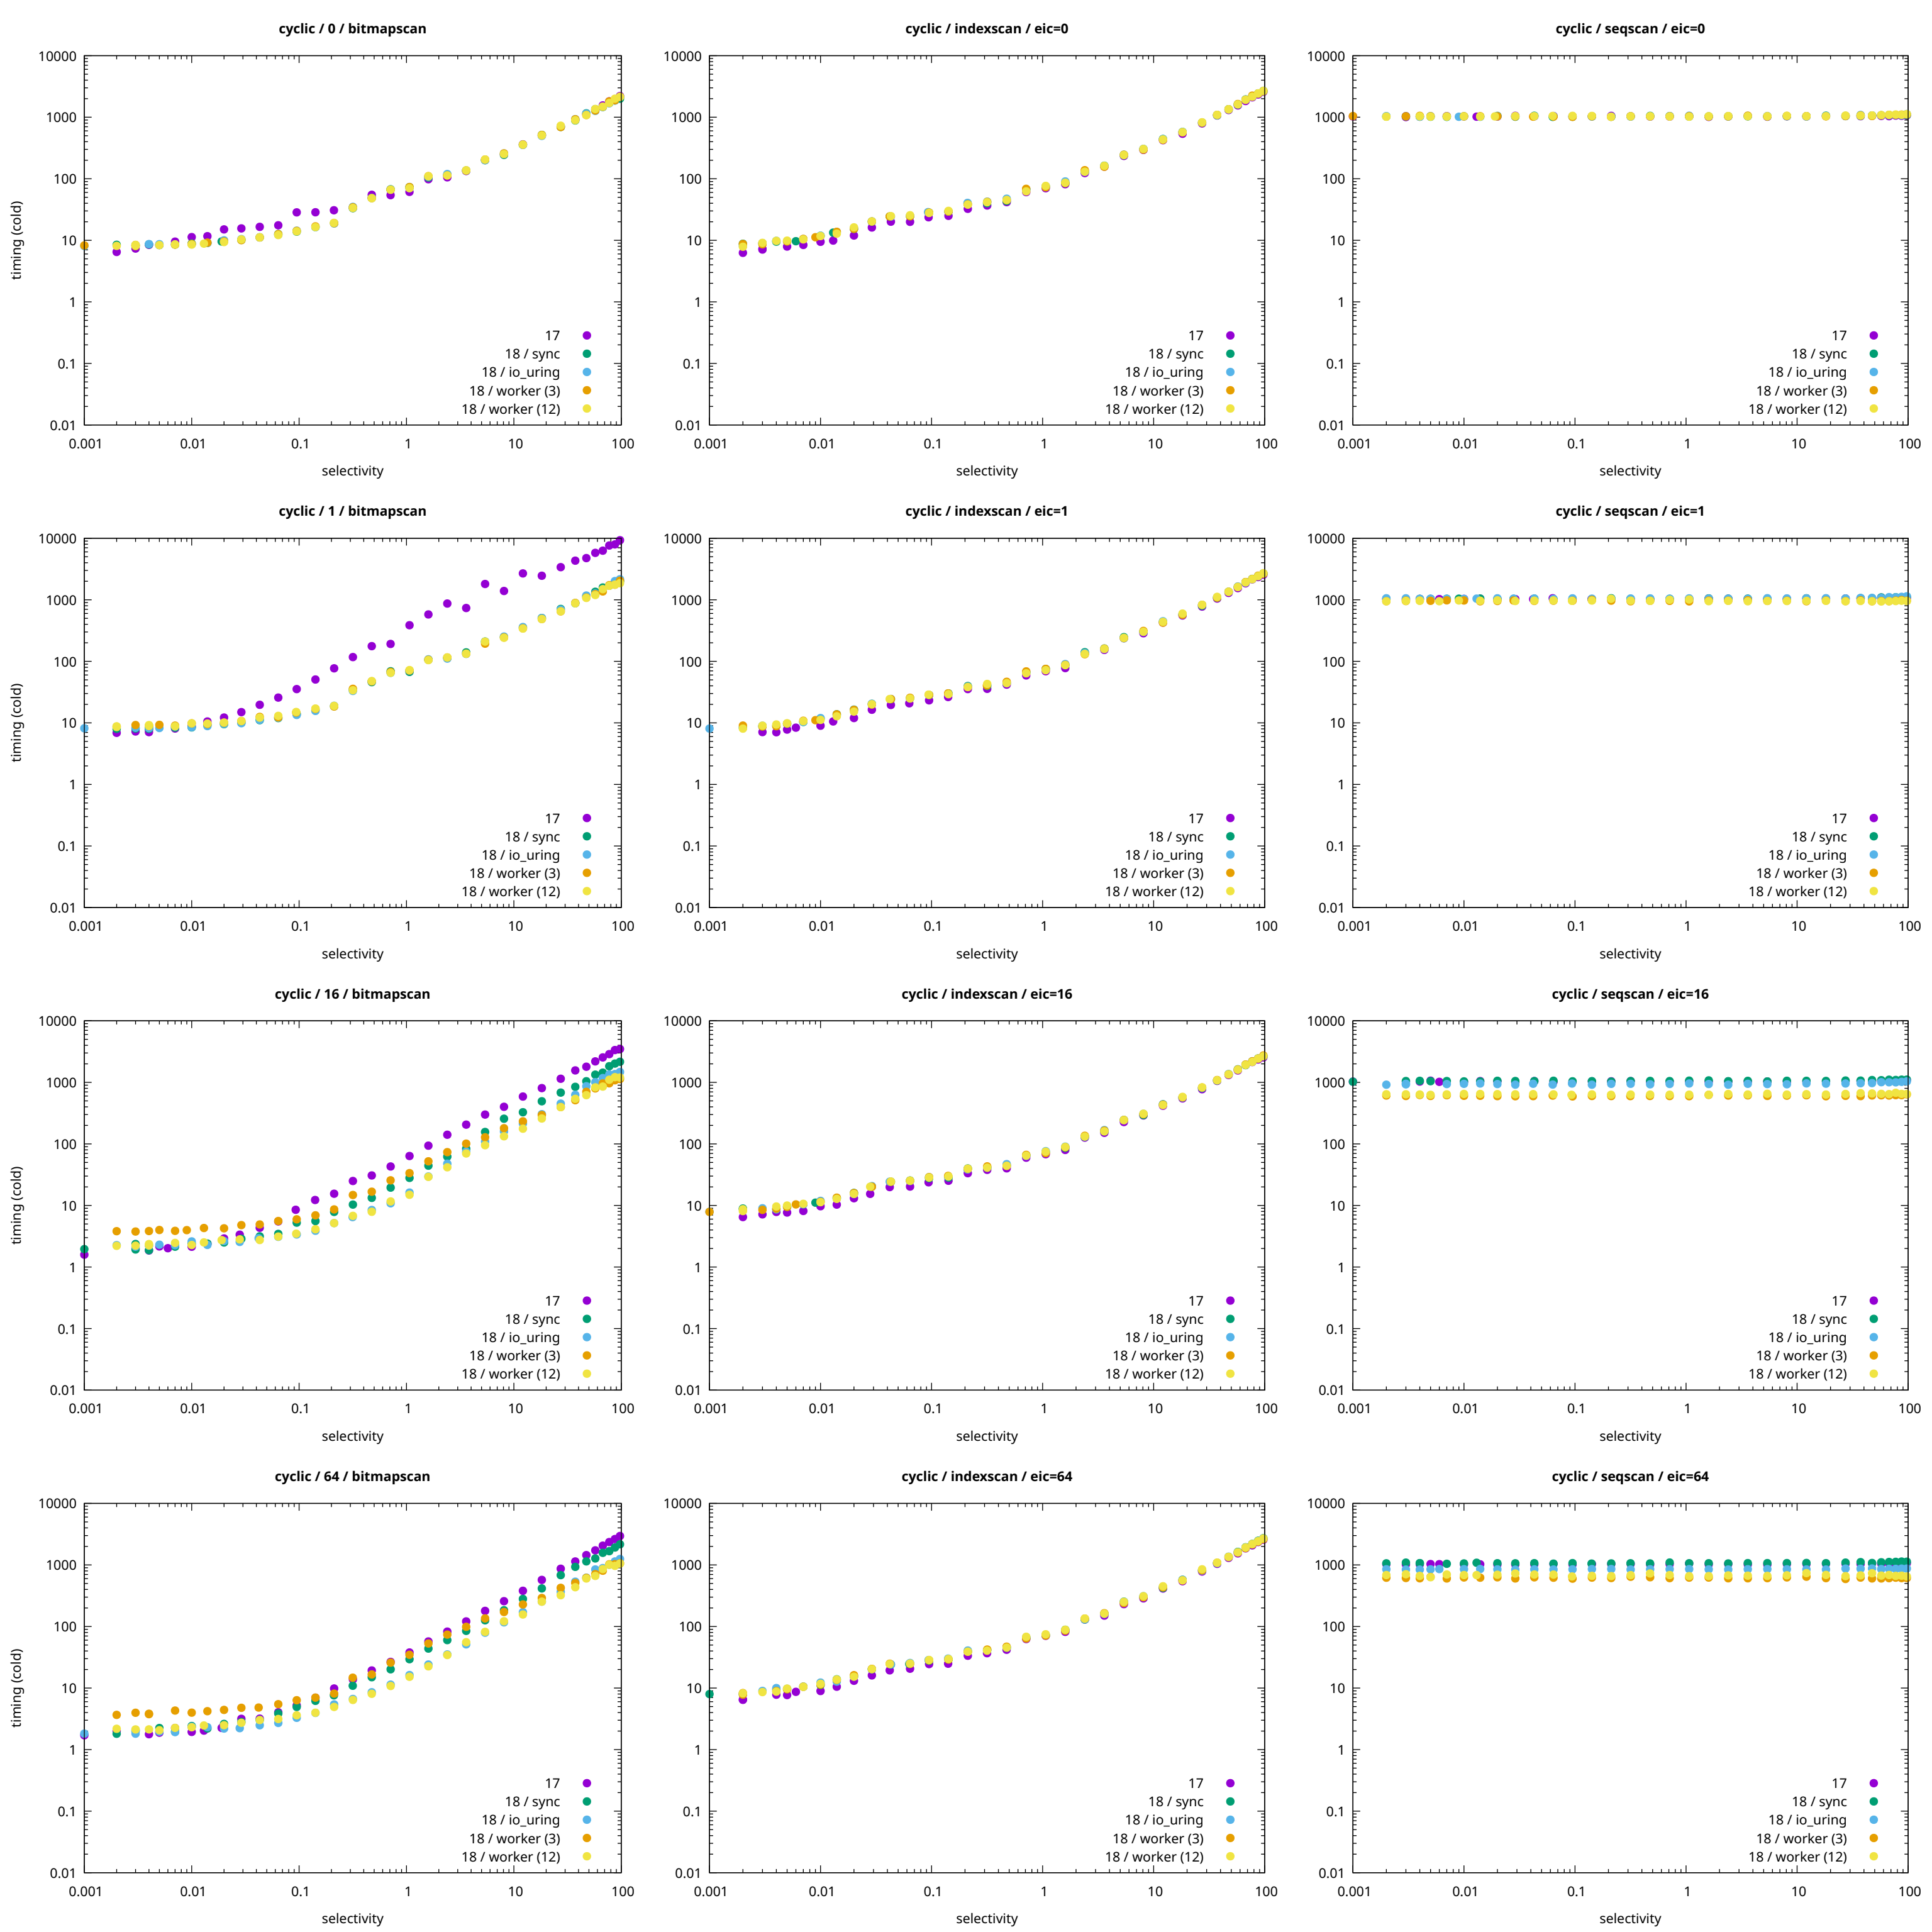 cyclic / 0 / bitmapscan
timing (cold)
10000
1000
100
10
1
0.1
0.01
17
18 / sync
18 / io_uring
18 / worker (3)
18 / worker (12)
0.001 0.01 0.1 1 10 100
selectivity
cyclic / indexscan / eic=0
10000
1000
100
10
1
0.1
0.01
17
18 / sync
18 / io_uring
18 / worker (3)
18 / worker (12)
0.001 0.01 0.1 1 10 100
selectivity
cyclic / seqscan / eic=0
10000
1000
100
10
1
0.1
0.01
17
18 / sync
18 / io_uring
18 / worker (3)
18 / worker (12)
0.001 0.01 0.1 1 10 100
selectivity
cyclic / 1 / bitmapscan
timing (cold)
10000
1000
100
10
1
0.1
0.01
17
18 / sync
18 / io_uring
18 / worker (3)
18 / worker (12)
0.001 0.01 0.1 1 10 100
selectivity
cyclic / indexscan / eic=1
10000
1000
100
10
1
0.1
0.01
17
18 / sync
18 / io_uring
18 / worker (3)
18 / worker (12)
0.001 0.01 0.1 1 10 100
selectivity
cyclic / seqscan / eic=1
10000
1000
100
10
1
0.1
0.01
17
18 / sync
18 / io_uring
18 / worker (3)
18 / worker (12)
0.001 0.01 0.1 1 10 100
selectivity
cyclic / 16 / bitmapscan
timing (cold)
10000
1000
100
10
1
0.1
0.01
17
18 / sync
18 / io_uring
18 / worker (3)
18 / worker (12)
0.001 0.01 0.1 1 10 100
selectivity
cyclic / indexscan / eic=16
10000
1000
100
10
1
0.1
0.01
17
18 / sync
18 / io_uring
18 / worker (3)
18 / worker (12)
0.001 0.01 0.1 1 10 100
selectivity
cyclic / seqscan / eic=16
10000
1000
100
10
1
0.1
0.01
17
18 / sync
18 / io_uring
18 / worker (3)
18 / worker (12)
0.001 0.01 0.1 1 10 100
selectivity
cyclic / 64 / bitmapscan
timing (cold)
10000
1000
100
10
1
0.1
0.01
17
18 / sync
18 / io_uring
18 / worker (3)
18 / worker (12)
0.001 0.01 0.1 1 10 100
selectivity
cyclic / indexscan / eic=64
10000
1000
100
10
1
0.1
0.01
17
18 / sync
18 / io_uring
18 / worker (3)
18 / worker (12)
0.001 0.01 0.1 1 10 100
selectivity
cyclic / seqscan / eic=64
10000
1000
100
10
1
0.1
0.01
17
18 / sync
18 / io_uring
18 / worker (3)
18 / worker (12)
0.001 0.01 0.1 1 10 100
selectivity